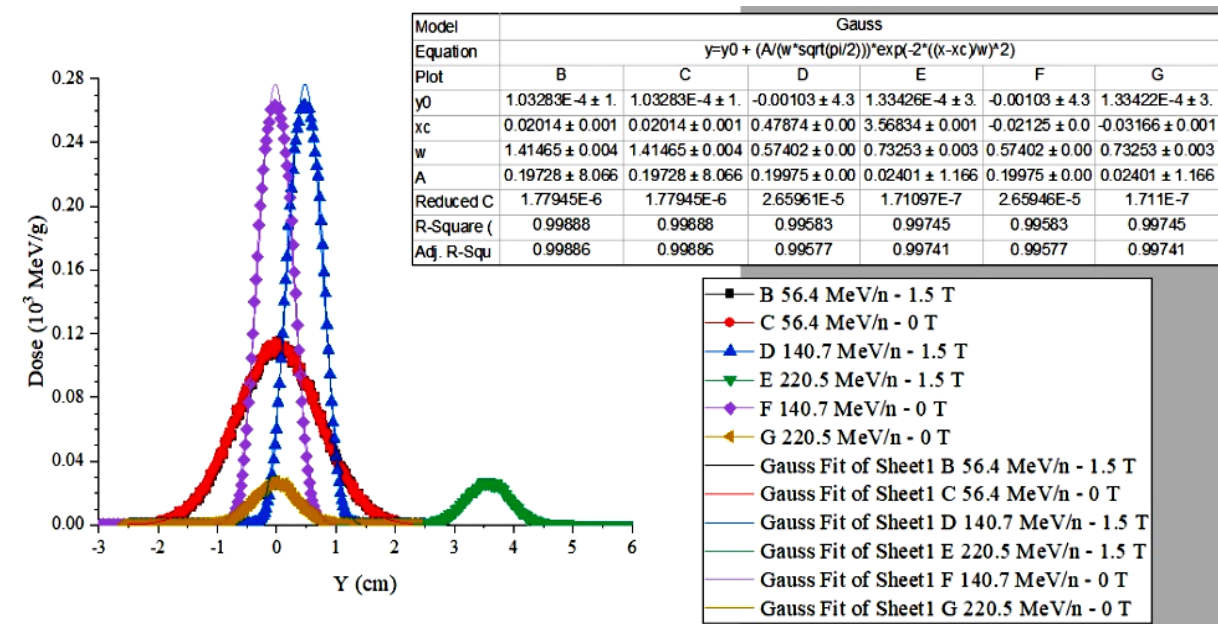 Model Gauss
Equation y=y0 + (A/(w*sqrt(pi/2)))*exp(-2*((x-xc)/w)^2)
Plot B C D E F G
y0 1.03283E-4 ± 1. 1.03283E-4 ± 1. -0.00103 ± 4.3 1.33426E-4 ± 3. -0.00103 ± 4.3 1.33422E-4 ± 3.
xc 0.02014 ± 0.001 0.02014 ± 0.001 0.47874 ± 0.00 3.56834 ± 0.001 -0.02125 ± 0.0 -0.03166 ± 0.001
w 1.41465 ± 0.004 1.41465 ± 0.004 0.57402 ± 0.00 0.73253 ± 0.003 0.57402 ± 0.00 0.73253 ± 0.003
A 0.19728 ± 8.066 0.19728 ± 8.066 0.19975 ± 0.00 0.02401 ± 1.166 0.19975 ± 0.00 0.02401 ± 1.166
Reduced C 1.77945E-6 1.77945E-6 2.65961E-5 1.71097E-7 2.65946E-5 1.711E-7
R-Square ( 0.99888 0.99888 0.99583 0.99745 0.99583 0.99745
Adj. R-Squ 0.99886 0.99886 0.99577 0.99741 0.99577 0.99741
Dose (10³ MeV/g)
0.28
0.24
0.20
0.16
0.12
0.08
0.04
0.00
-3 -2 -1 0 1 2 3 4 5 6
Y (cm)
B 56.4 MeV/n - 1.5 T
C 56.4 MeV/n - 0 T
D 140.7 MeV/n - 1.5 T
E 220.5 MeV/n - 1.5 T
F 140.7 MeV/n - 0 T
G 220.5 MeV/n - 0 T
Gauss Fit of Sheet1 B 56.4 MeV/n - 1.5 T
Gauss Fit of Sheet1 C 56.4 MeV/n - 0 T
Gauss Fit of Sheet1 D 140.7 MeV/n - 1.5 T
Gauss Fit of Sheet1 E 220.5 MeV/n - 1.5 T
Gauss Fit of Sheet1 F 140.7 MeV/n - 0 T
Gauss Fit of Sheet1 G 220.5 MeV/n - 0 T